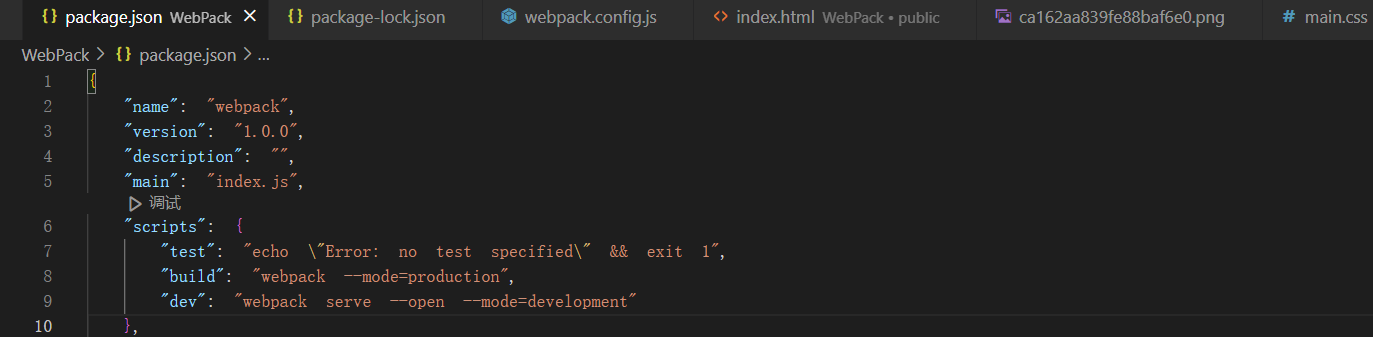 package.json WebPack package-lock.json webpack.config.js index.html WebPack • public ca162aa839fe88baf6e0.png main.css
WebPack > package.json > ...
1 {
2 "name": "webpack",
3 "version": "1.0.0",
4 "description": "",
5 "main": "index.js",
调试
6 "scripts": {
7 "test": "echo \"Error: no test specified\" && exit 1",
8 "build": "webpack --mode=production",
9 "dev": "webpack serve --open --mode=development"
10 },